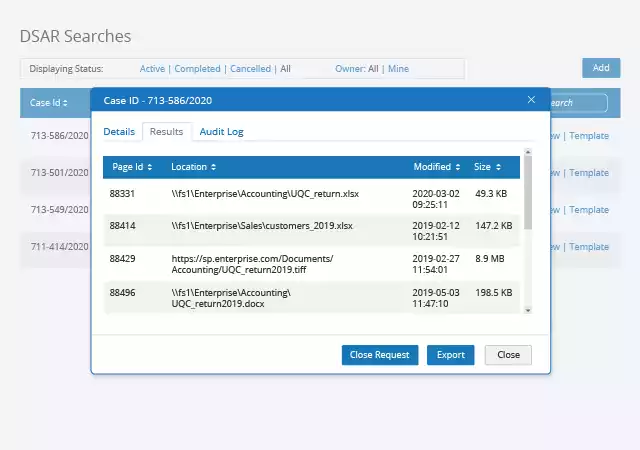 DSAR Searches
Displaying Status: Active | Completed | Cancelled | All Owner: All | Mine Add
Case Id
Case ID - 713-586/2020
Details Results Audit Log
Page Id Location Modified Size
88331 \\fs1\Enterprise\Accounting\UQC_return.xlsx 2020-03-02 49.3 KB
09:25:11
88414 \\fs1\Enterprise\Sales\customers_2019.xlsx 2019-02-12 147.2 KB
10:21:51
88429 https://sp.enterprise.com/Documents/ 2019-02-27 8.9 MB
Accounting/UQC_return2019.tiff 11:54:01
88496 \\fs1\Enterprise\Accounting\ 2019-05-03 198.5 KB
UQC_return2019.docx 11:47:10
Close Request Export Close
713-586/2020 | Template
713-501/2020 | Template
713-549/2020 | Template
711-414/2020 | Template